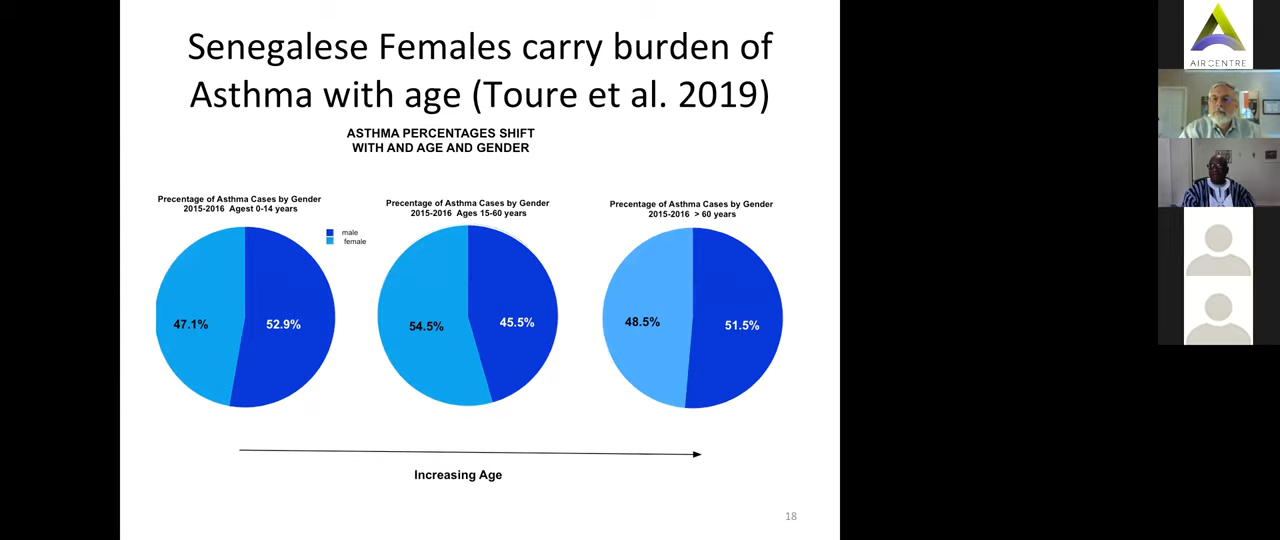 Senegalese Females carry burden of
Asthma with age (Toure et al. 2019)
ASTHMA PERCENTAGES SHIFT
WITH AND AGE AND GENDER
Precentage of Asthma Cases by Gender
2015-2016 Agest 0-14 years
male
female
47.1%
52.9%
Precentage of Asthma Cases by Gender
2015-2016 Ages 15-60 years
54.5%
45.5%
Precentage of Asthma Cases by Gender
2015-2016 > 60 years
48.5%
51.5%
Increasing Age
18
AIR CENTRE